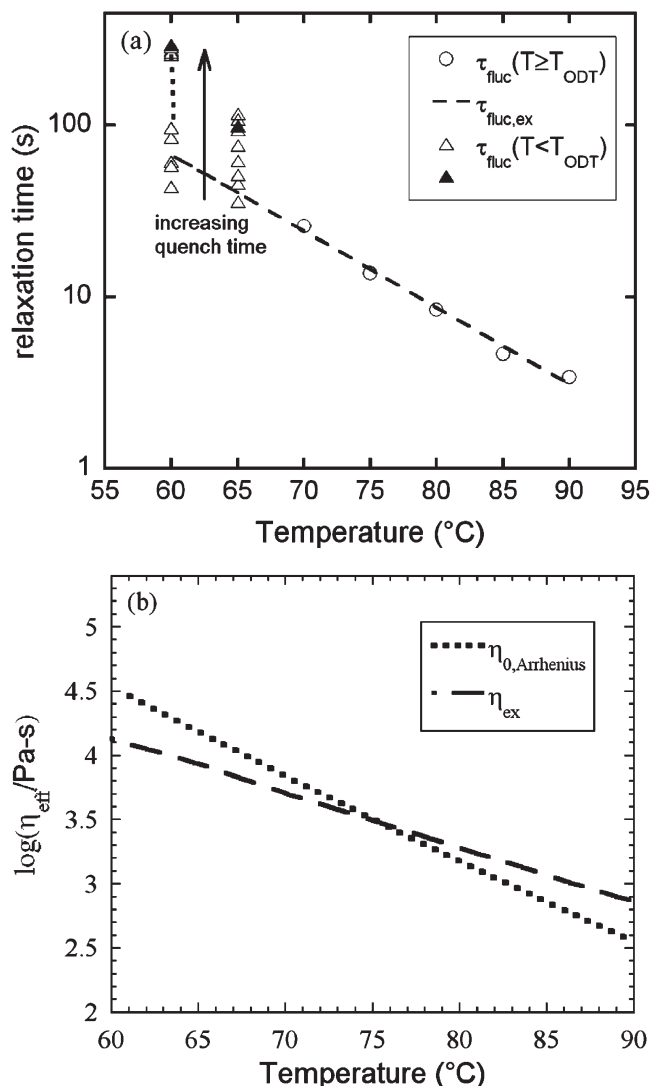 (a)
τfluc(T≥TODT)
τfluc,ex
τfluc(T<TODT)
increasing
quench time
relaxation time (s)
100
10
1
55 60 65 70 75 80 85 90 95
Temperature (°C)
(b)
η0,Arrhenius
ηex
log(ηeff/Pa-s)
5
4.5
4
3.5
3
2.5
2
60 65 70 75 80 85 90
Temperature (°C)